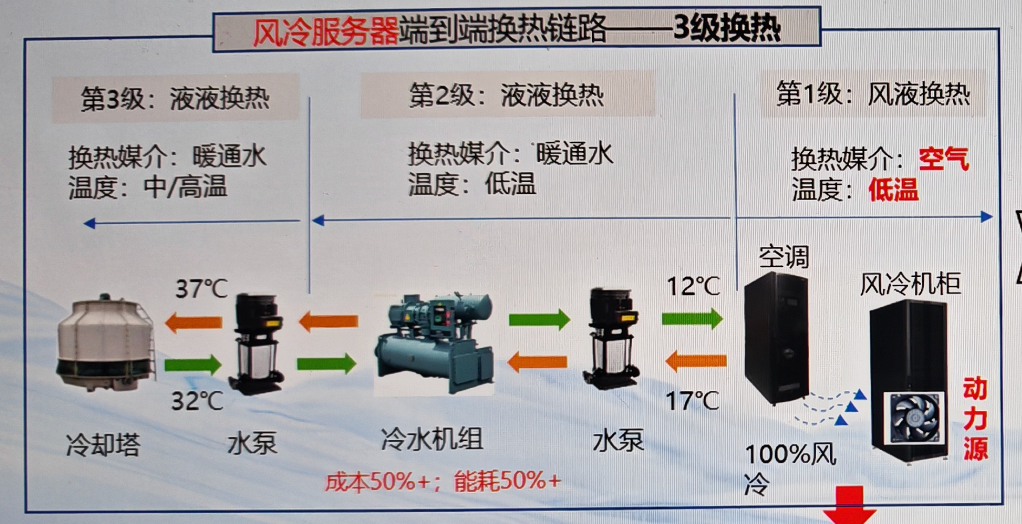 风冷服务器端到端换热链路——3级换热
第3级：液液换热
换热媒介：暖通水
温度：中/高温
第2级：液液换热
换热媒介：暖通水
温度：低温
第1级：风液换热
换热媒介：空气
温度：低温
空调
风冷机柜
37℃
12℃
32℃
17℃
冷却塔
水泵
冷水机组
水泵
100%风
冷
动
力
源
成本50%+；能耗50%+